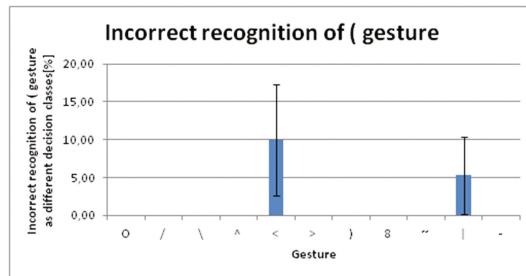 Incorrect recognition of ( gesture
Incorrect recognition of ( gesture
as different decision classes[%]
20,00
15,00
10,00
5,00
0,00
O / \ ^ < > ) 8 ~ | -
Gesture